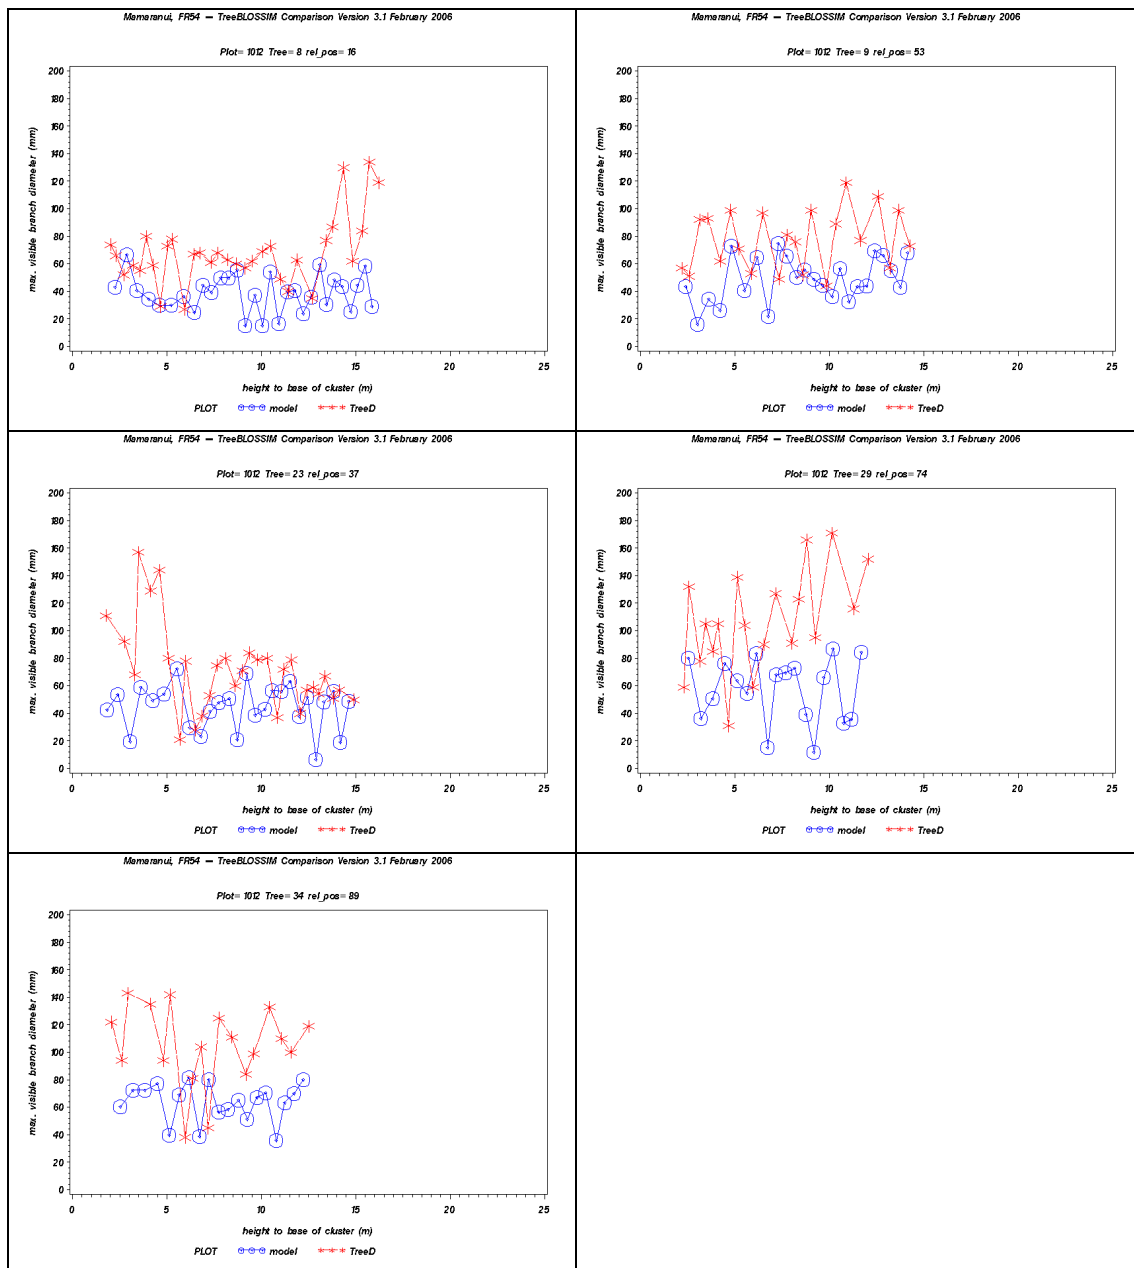 Mamaranui, FR54 — TreeBLOSSIM Comparison Version 3.1 February 2006
Plot= 1012 Tree= 8 rel_pos= 16
max. visible branch diameter (mm)
200
180
160
140
120
100
80
60
40
20
0
0 5 10 15 20 25
height to base of cluster (m)
PLOT model TreeD
Mamaranui, FR54 — TreeBLOSSIM Comparison Version 3.1 February 2006
Plot= 1012 Tree= 9 rel_pos= 53
max. visible branch diameter (mm)
200
180
160
140
120
100
80
60
40
20
0
0 5 10 15 20 25
height to base of cluster (m)
PLOT model TreeD
Mamaranui, FR54 — TreeBLOSSIM Comparison Version 3.1 February 2006
Plot= 1012 Tree= 23 rel_pos= 37
max. visible branch diameter (mm)
200
180
160
140
120
100
80
60
40
20
0
0 5 10 15 20 25
height to base of cluster (m)
PLOT model TreeD
Mamaranui, FR54 — TreeBLOSSIM Comparison Version 3.1 February 2006
Plot= 1012 Tree= 29 rel_pos= 74
max. visible branch diameter (mm)
200
180
160
140
120
100
80
60
40
20
0
0 5 10 15 20 25
height to base of cluster (m)
PLOT model TreeD
Mamaranui, FR54 — TreeBLOSSIM Comparison Version 3.1 February 2006
Plot= 1012 Tree= 34 rel_pos= 89
max. visible branch diameter (mm)
200
180
160
140
120
100
80
60
40
20
0
0 5 10 15 20 25
height to base of cluster (m)
PLOT model TreeD